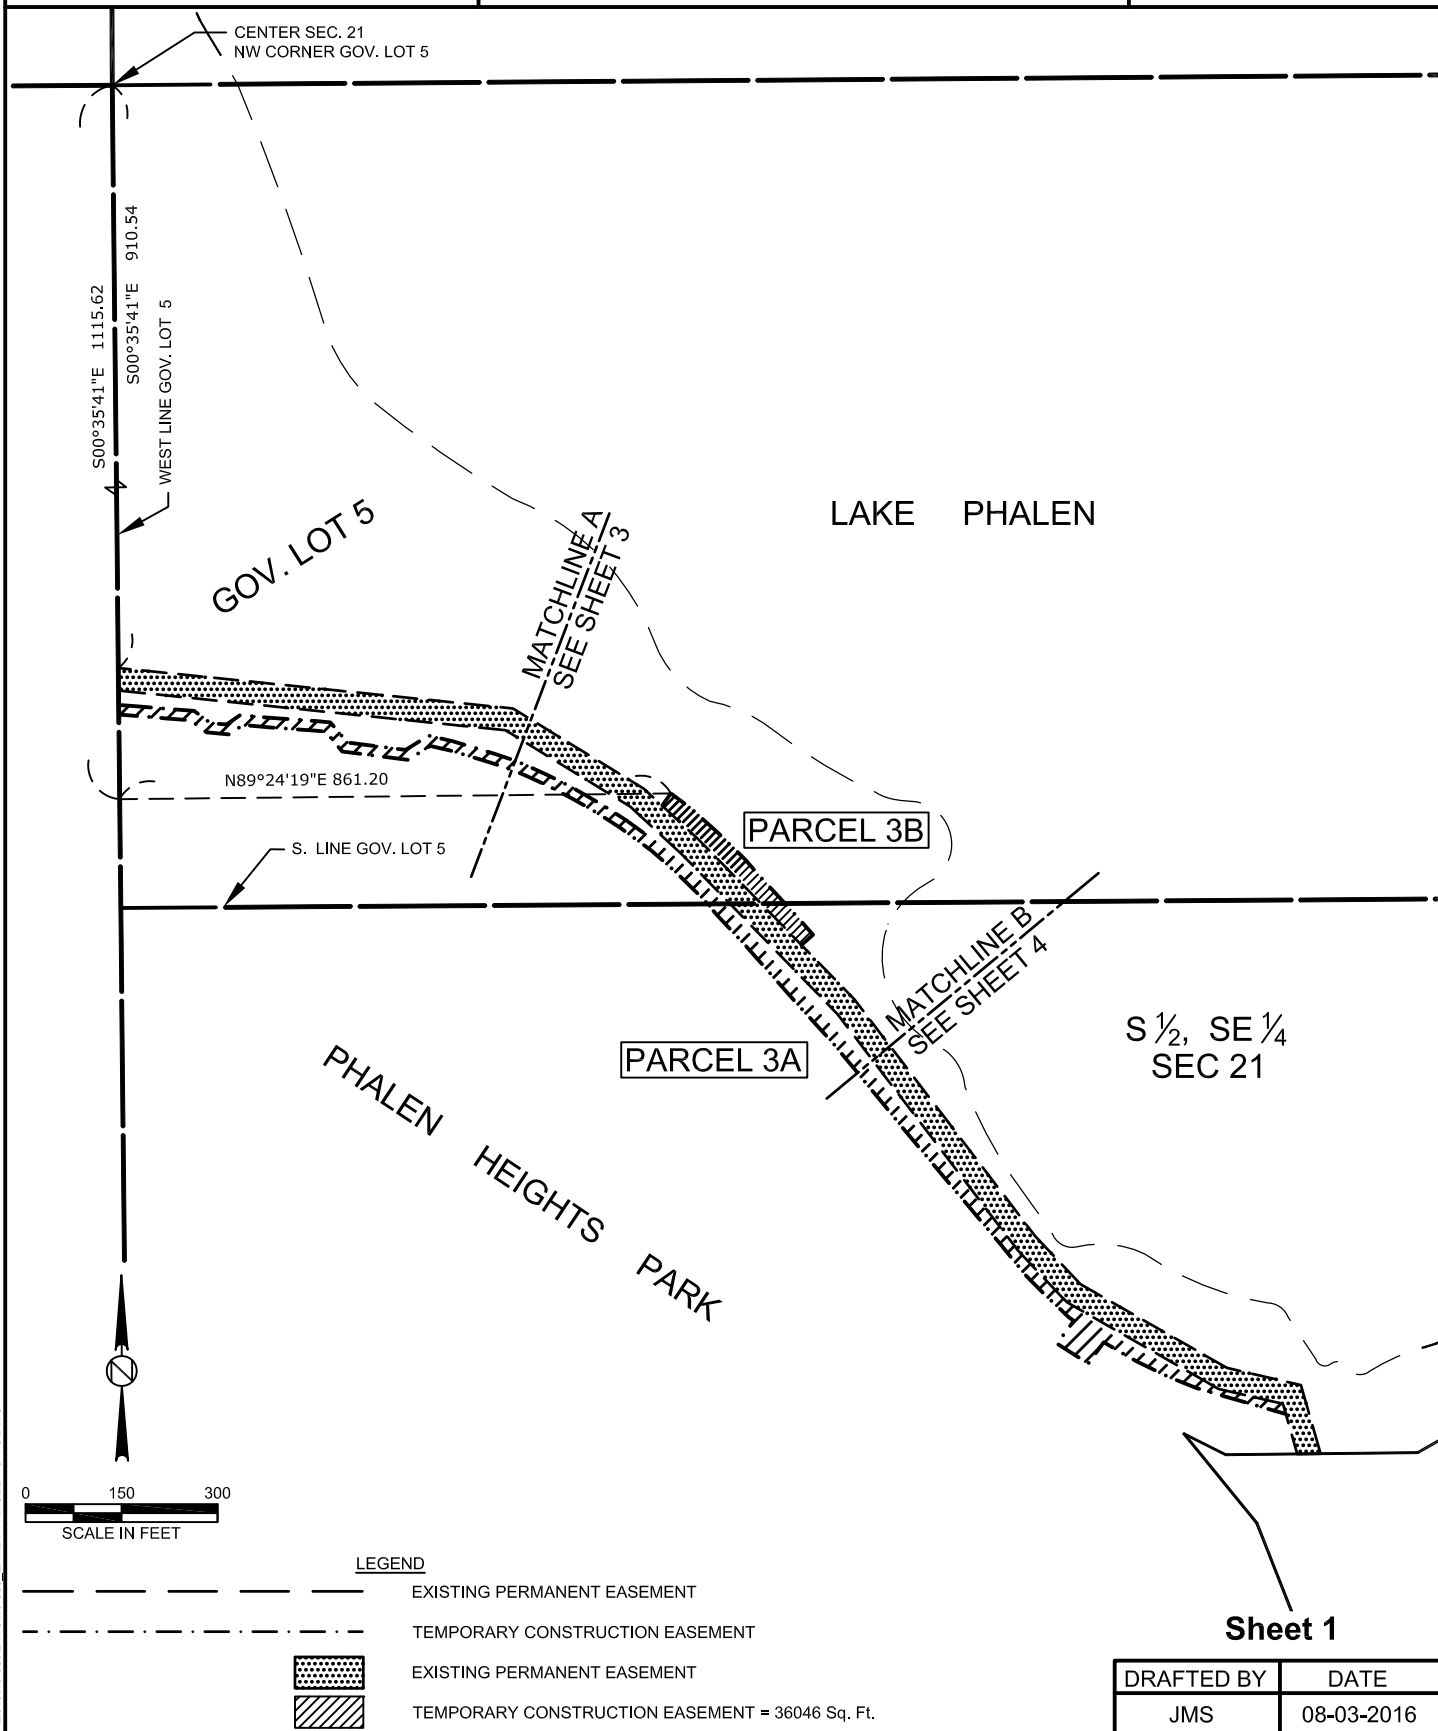 CENTER SEC. 21
NW CORNER GOV. LOT 5
S00°35'41"E 1115.62
S00°35'41"E 910.54
WEST LINE GOV. LOT 5
GOV. LOT 5
MATCHLINE A
SEE SHEET 3
LAKE PHALEN
N89°24'19"E 861.20
PARCEL 3B
S. LINE GOV. LOT 5
MATCHLINE B
SEE SHEET 4
PARCEL 3A
S ½, SE ¼
SEC 21
PHALEN HEIGHTS PARK
N
0 150 300
SCALE IN FEET
LEGEND
EXISTING PERMANENT EASEMENT
TEMPORARY CONSTRUCTION EASEMENT
EXISTING PERMANENT EASEMENT
TEMPORARY CONSTRUCTION EASEMENT = 36046 Sq. Ft.
Sheet 1
DRAFTED BY DATE
JMS 08-03-2016